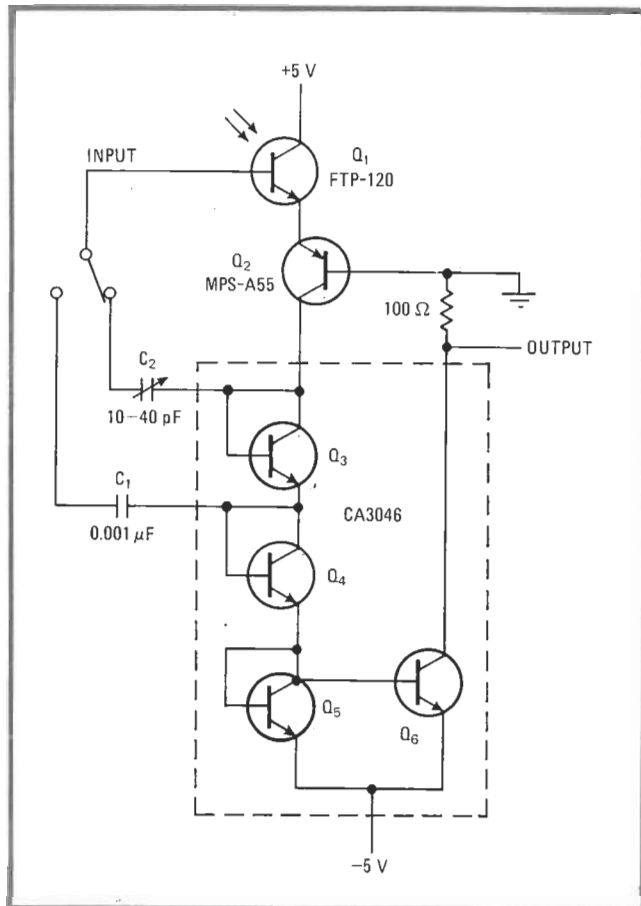 +5 V
INPUT
Q1
FTP-120
Q2
MPS-A55
100 Ω
OUTPUT
C2
10–40 pF
Q3
C1
0.001 μF
CA3046
Q4
Q5
Q6
−5 V